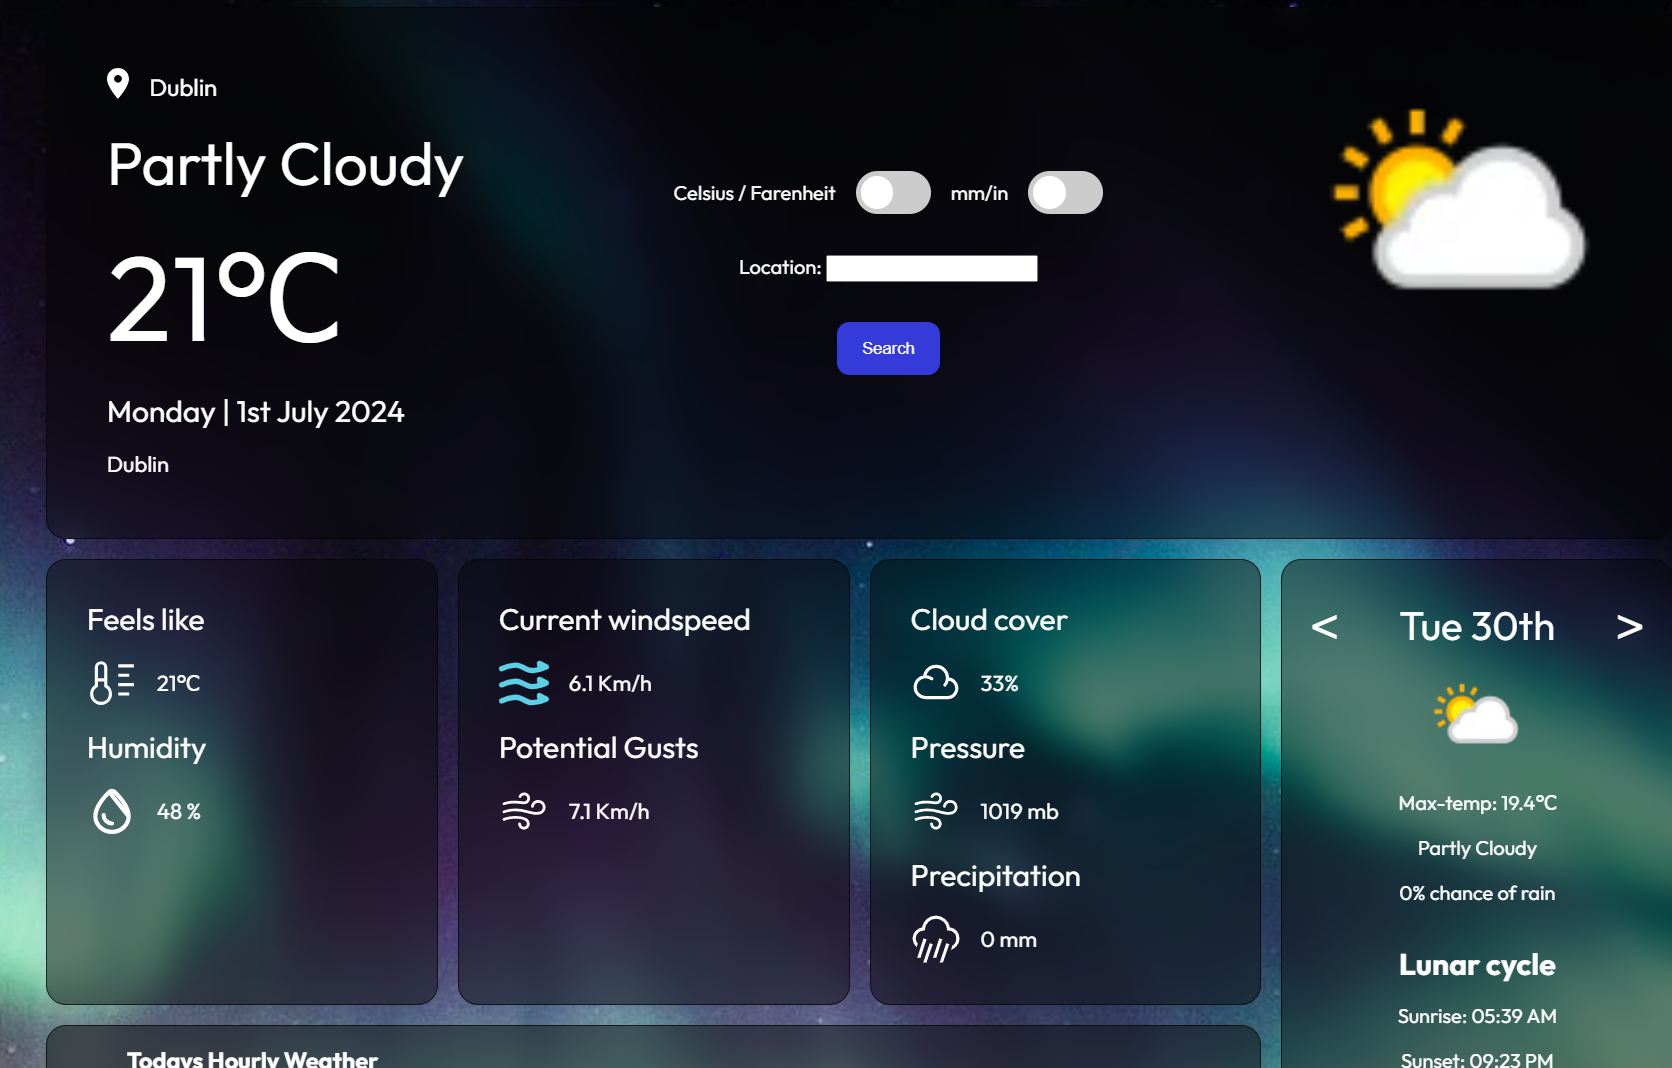 Dublin
Partly Cloudy
21°C
Monday | 1st July 2024
Dublin
Celsius / Farenheit mm/in
Location:
Search
Feels like
21°C
Humidity
48 %
Current windspeed
6.1 Km/h
Potential Gusts
7.1 Km/h
Cloud cover
33%
Pressure
1019 mb
Precipitation
0 mm
< Tue 30th >
Max-temp: 19.4°C
Partly Cloudy
0% chance of rain
Lunar cycle
Sunrise: 05:39 AM
Sunset: 09:23 PM
Todays Hourly Weather